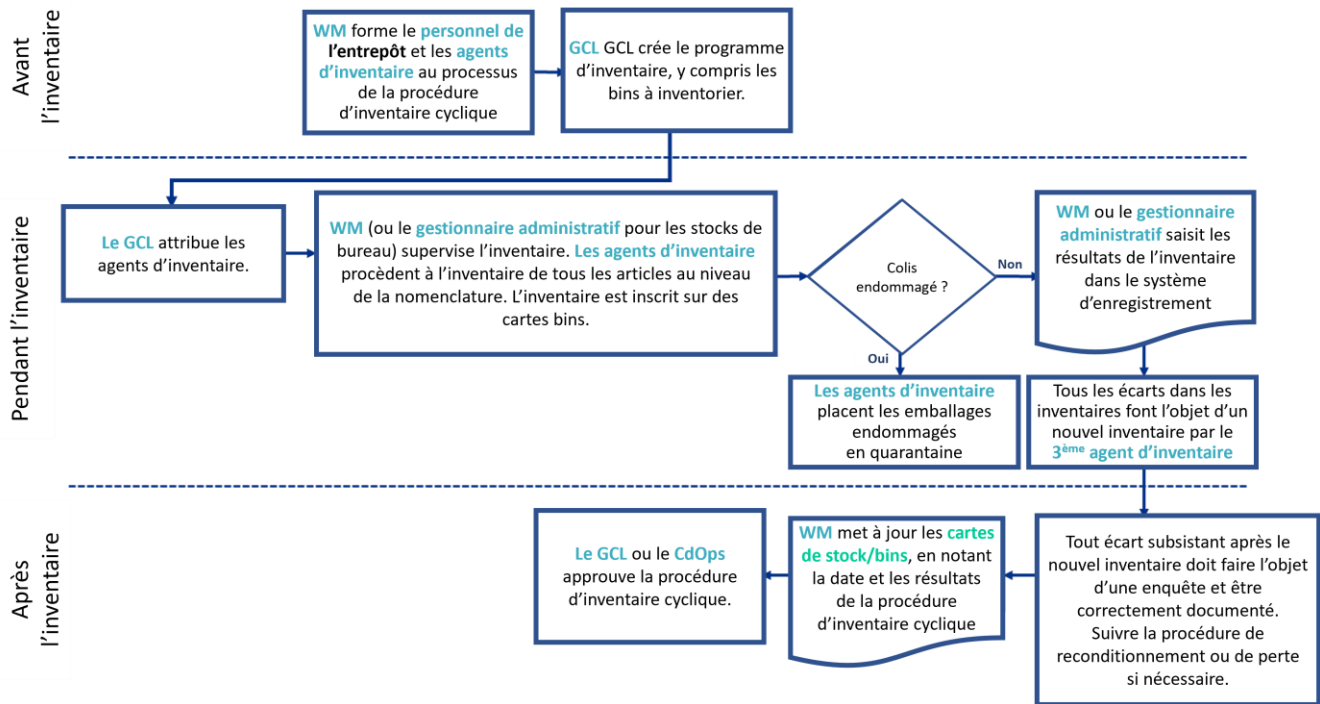 Avant
l'inventaire
WM forme le personnel de
l'entrepôt et les agents
d'inventaire au processus
de la procédure
d'inventaire cyclique
GCL GCL crée le programme
d'inventaire, y compris les
bins à inventorier.
Pendant l'inventaire
Le GCL attribue les
agents d'inventaire.
WM (ou le gestionnaire administratif pour les stocks de
bureau) supervise l'inventaire. Les agents d'inventaire
procèdent à l'inventaire de tous les articles au niveau
de la nomenclature. L'inventaire est inscrit sur des
cartes bins.
Colis
endommagé ?
Non
Oui
WM ou le gestionnaire
administratif saisit les
résultats de l'inventaire
dans le système
d'enregistrement
Les agents d'inventaire
placent les emballages
endommagés
en quarantaine
Tous les écarts dans les
inventaires font l'objet d'un
nouvel inventaire par le
3ème agent d'inventaire
Après
l'inventaire
Le GCL ou le CdOps
approuve la procédure
d'inventaire cyclique.
WM met à jour les cartes
de stock/bins, en notant
la date et les résultats
de la procédure
d'inventaire cyclique
Tout écart subsistant après le
nouvel inventaire doit faire l'objet
d'une enquête et être
correctement documenté.
Suivre la procédure de
reconditionnement ou de perte
si nécessaire.